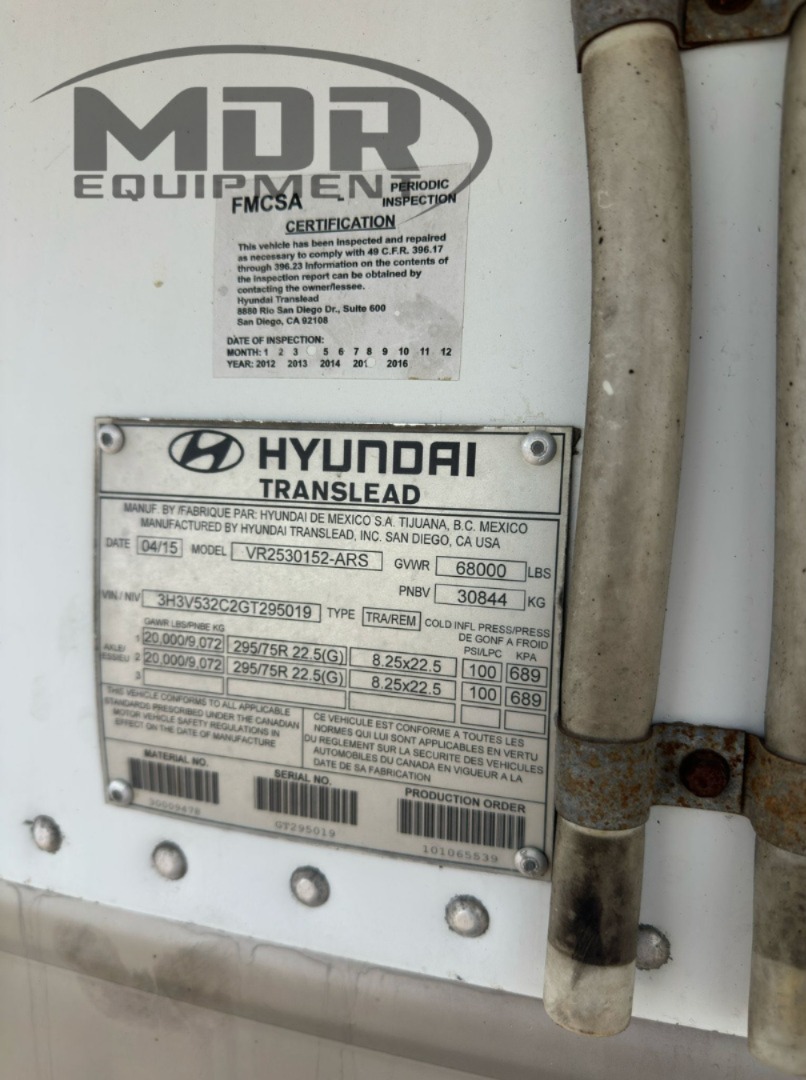 MDR
EQUIPMENT
FMCSA - PERIODIC INSPECTION
CERTIFICATION
This vehicle has been inspected and repaired
as necessary to comply with 49 C.F.R. 396.17
through 396.23 Information on the contents of
the inspection report can be obtained by
contacting the owner/lessee.
Hyundai Translead
8880 Rio San Diego Dr., Suite 600
San Diego, CA 92108
DATE OF INSPECTION:
MONTH: 1 2 3 5 6 7 8 9 10 11 12
YEAR: 2012 2013 2014 201 2016
HYUNDAI
TRANSLEAD
MANUF. BY /FABRIQUE PAR: HYUNDAI DE MEXICO S.A. TIJUANA, B.C. MEXICO
MANUFACTURED BY HYUNDAI TRANSLEAD, INC. SAN DIEGO, CA USA
DATE 04/15 MODEL VR2530152-ARS GVWR 68000 LBS
PNBV 30844 KG
VIN / NIV 3H3V532C2GT295019 TYPE TRA/REM COLD INFL PRESS/PRESS
DE GONF A FROID
GAWR LBS/PNBE KG PSI/LPC KPA
AXLE/ESSIEU
1 20,000/9,072 295/75R 22.5(G) 8.25x22.5 100 689
2 20,000/9,072 295/75R 22.5(G) 8.25x22.5 100 689
3
THIS VEHICLE CONFORMS TO ALL APPLICABLE
STANDARDS PRESCRIBED UNDER THE CANADIAN
MOTOR VEHICLE SAFETY REGULATIONS IN
EFFECT ON THE DATE OF MANUFACTURE
CE VEHICULE EST CONFORME A TOUTES LES
NORMES QUI LUI SONT APPLICABLES EN VERTU
DU REGLEMENT SUR LA SECURITE DES VEHICULES
AUTOMOBILES DU CANADA EN VIGUEUR A LA
DATE DE SA FABRICATION
MATERIAL NO. SERIAL NO. PRODUCTION ORDER
30009478 GT295019 101065539